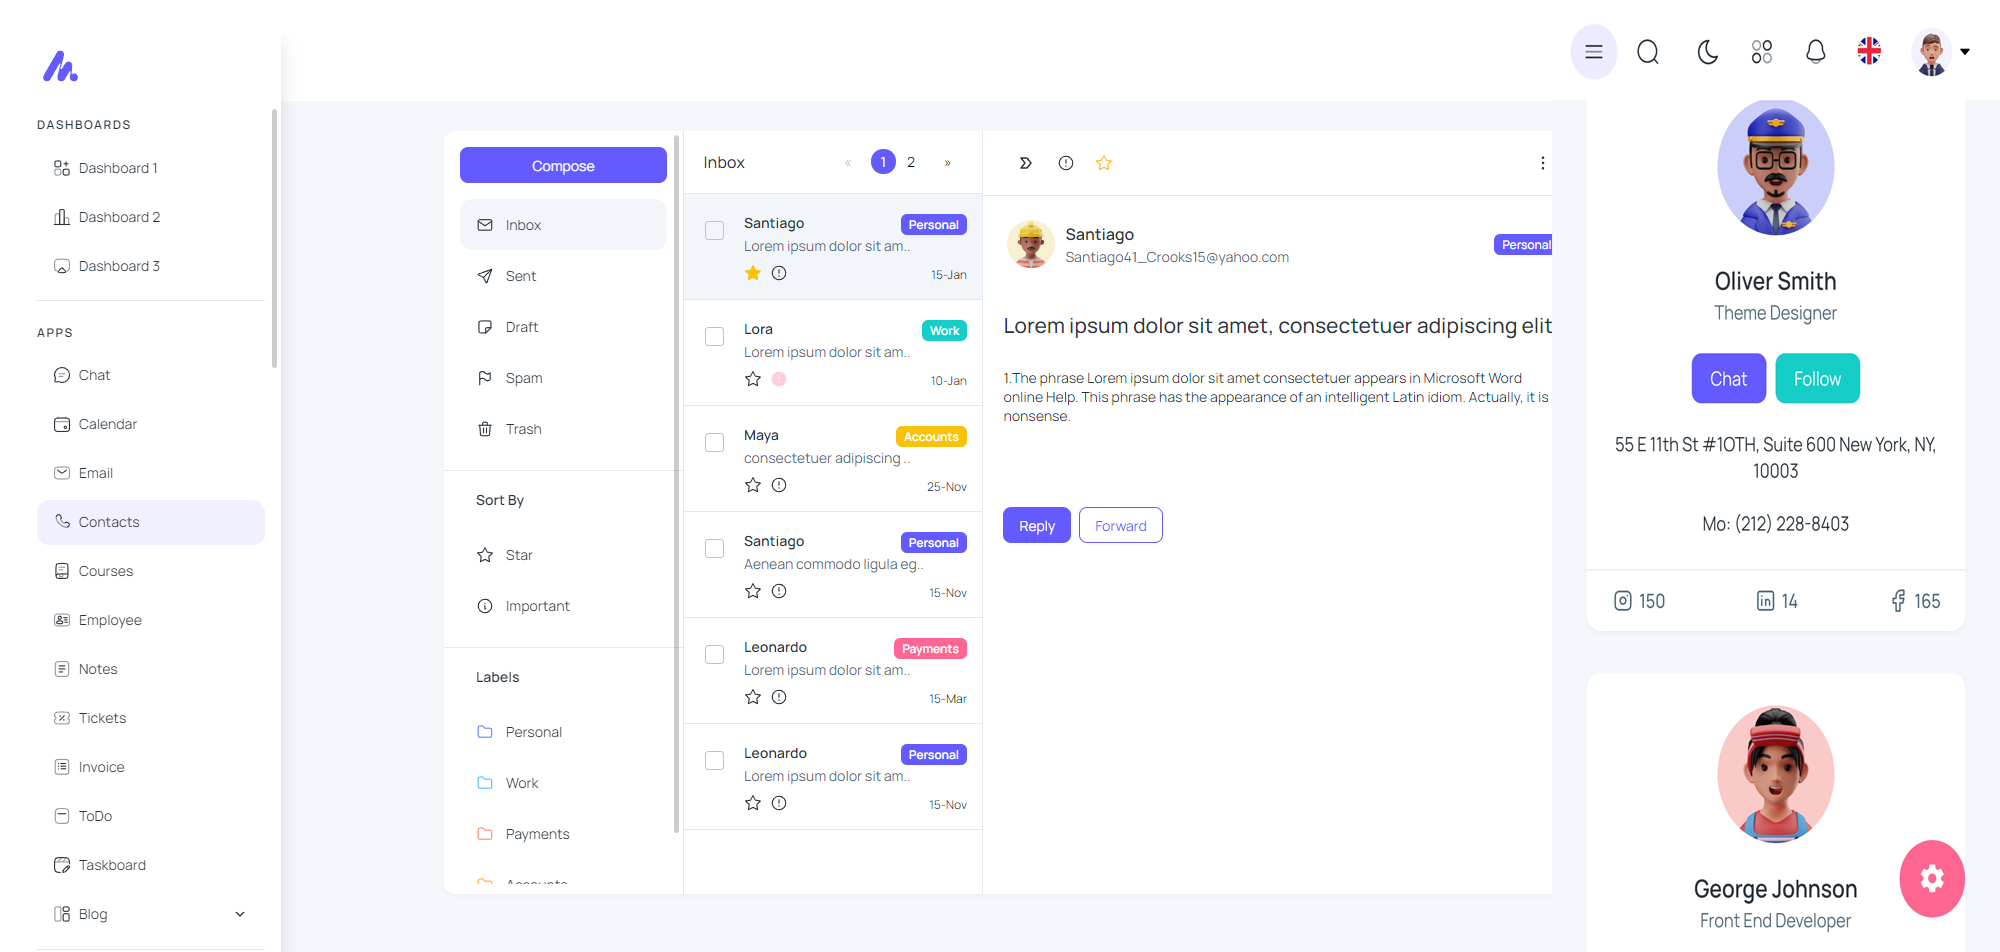 DASHBOARDS
Dashboard 1
Dashboard 2
Dashboard 3
APPS
Chat
Calendar
Email
Contacts
Courses
Employee
Notes
Tickets
Invoice
ToDo
Taskboard
Blog
Compose
Inbox
Sent
Draft
Spam
Trash
Sort By
Star
Important
Labels
Personal
Work
Payments
Accounts
Inbox
« 1 2 »
Santiago Personal
Lorem ipsum dolor sit am..
15-Jan
Lora Work
Lorem ipsum dolor sit am..
10-Jan
Maya Accounts
consectetuer adipiscing ..
25-Nov
Santiago Personal
Aenean commodo ligula eg..
15-Nov
Leonardo Payments
Lorem ipsum dolor sit am..
15-Mar
Leonardo Personal
Lorem ipsum dolor sit am..
15-Nov
Santiago
Santiago41_Crooks15@yahoo.com
Personal
Lorem ipsum dolor sit amet, consectetuer adipiscing elit
1.The phrase Lorem ipsum dolor sit amet consectetuer appears in Microsoft Word
online Help. This phrase has the appearance of an intelligent Latin idiom. Actually, it is
nonsense.
Reply Forward
Oliver Smith
Theme Designer
Chat Follow
55 E 11th St #1OTH, Suite 600 New York, NY,
10003
Mo: (212) 228-8403
150 14 165
George Johnson
Front End Developer